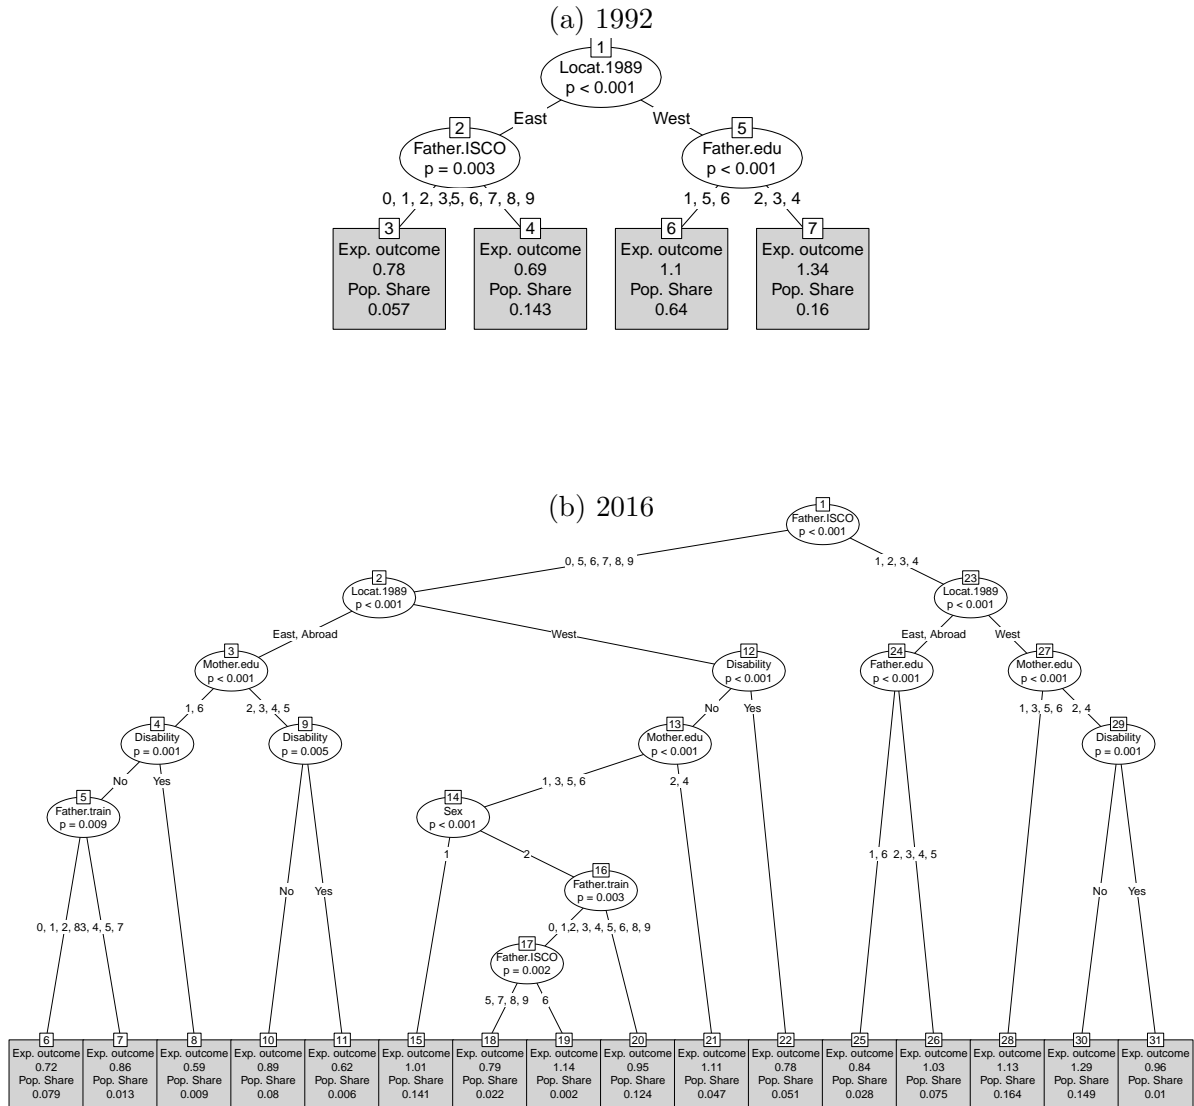 (a) 1992
1
Locat.1989
p < 0.001
East
West
2
Father.ISCO
p = 0.003
5
Father.edu
p < 0.001
0, 1, 2, 3,5, 6, 7, 8, 9
1, 5, 6
2, 3, 4
3
Exp. outcome
0.78
Pop. Share
0.057
4
Exp. outcome
0.69
Pop. Share
0.143
6
Exp. outcome
1.1
Pop. Share
0.64
7
Exp. outcome
1.34
Pop. Share
0.16
(b) 2016
1
Father.ISCO
p < 0.001
0, 5, 6, 7, 8, 9
1, 2, 3, 4
2
Locat.1989
p < 0.001
23
Locat.1989
p < 0.001
East, Abroad
West
East, Abroad
West
3
Mother.edu
p < 0.001
12
Disability
p < 0.001
24
Father.edu
p < 0.001
27
Mother.edu
p < 0.001
1, 6
2, 3, 4, 5
No
Yes
1, 3, 5, 6
2, 4
4
Disability
p = 0.001
9
Disability
p = 0.005
13
Mother.edu
p < 0.001
29
Disability
p = 0.001
No
Yes
1, 3, 5, 6
2, 4
5
Father.train
p = 0.009
14
Sex
p < 0.001
1
2
1, 6
2, 3, 4, 5
16
Father.train
p = 0.003
No
Yes
No
Yes
0, 1, 2, 83, 4, 5, 7
0, 1,2, 3, 4, 5, 6, 8, 9
17
Father.ISCO
p = 0.002
5, 7, 8, 9
6
6
Exp. outcome
0.72
Pop. Share
0.079
7
Exp. outcome
0.86
Pop. Share
0.013
8
Exp. outcome
0.59
Pop. Share
0.009
10
Exp. outcome
0.89
Pop. Share
0.08
11
Exp. outcome
0.62
Pop. Share
0.006
15
Exp. outcome
1.01
Pop. Share
0.141
18
Exp. outcome
0.79
Pop. Share
0.022
19
Exp. outcome
1.14
Pop. Share
0.002
20
Exp. outcome
0.95
Pop. Share
0.124
21
Exp. outcome
1.11
Pop. Share
0.047
22
Exp. outcome
0.78
Pop. Share
0.051
25
Exp. outcome
0.84
Pop. Share
0.028
26
Exp. outcome
1.03
Pop. Share
0.075
28
Exp. outcome
1.13
Pop. Share
0.164
30
Exp. outcome
1.29
Pop. Share
0.149
31
Exp. outcome
0.96
Pop. Share
0.01